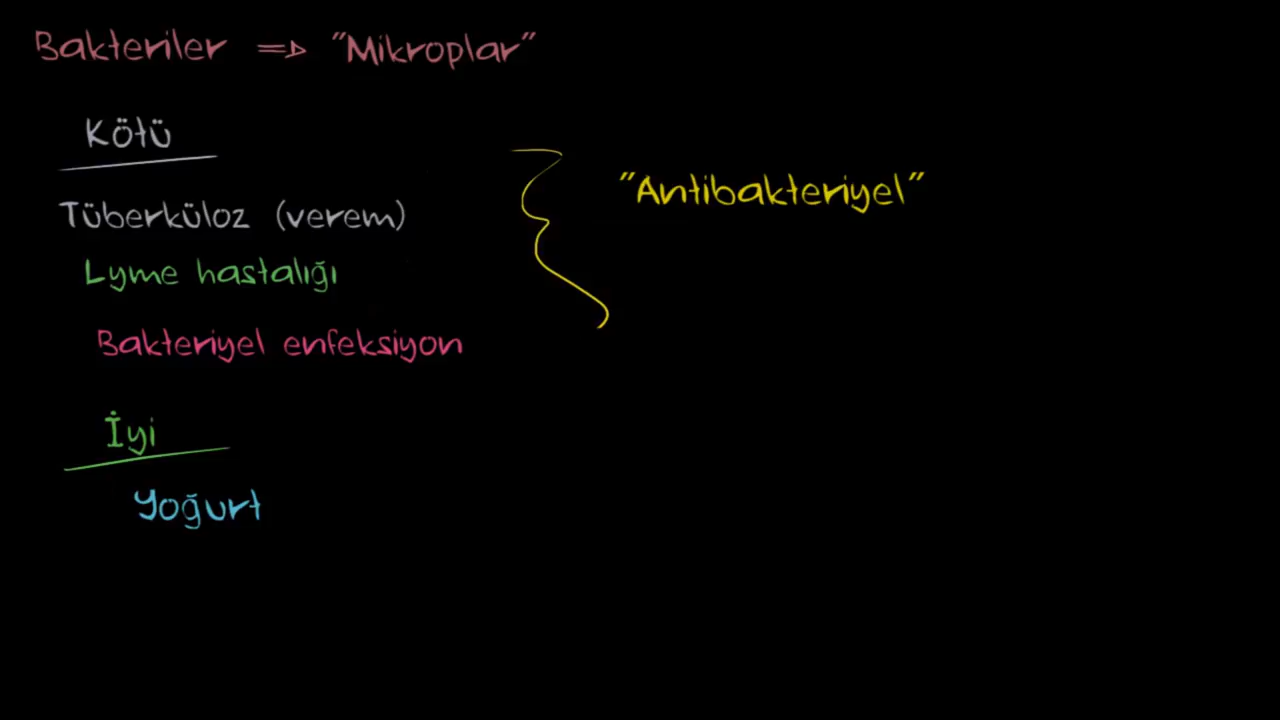 Bakteriler => "Mikroplar"
Kötü
Tüberküloz (verem)
"Antibakteriyel"
Lyme hastalığı
Bakteriyel enfeksiyon
İyi
Yoğurt